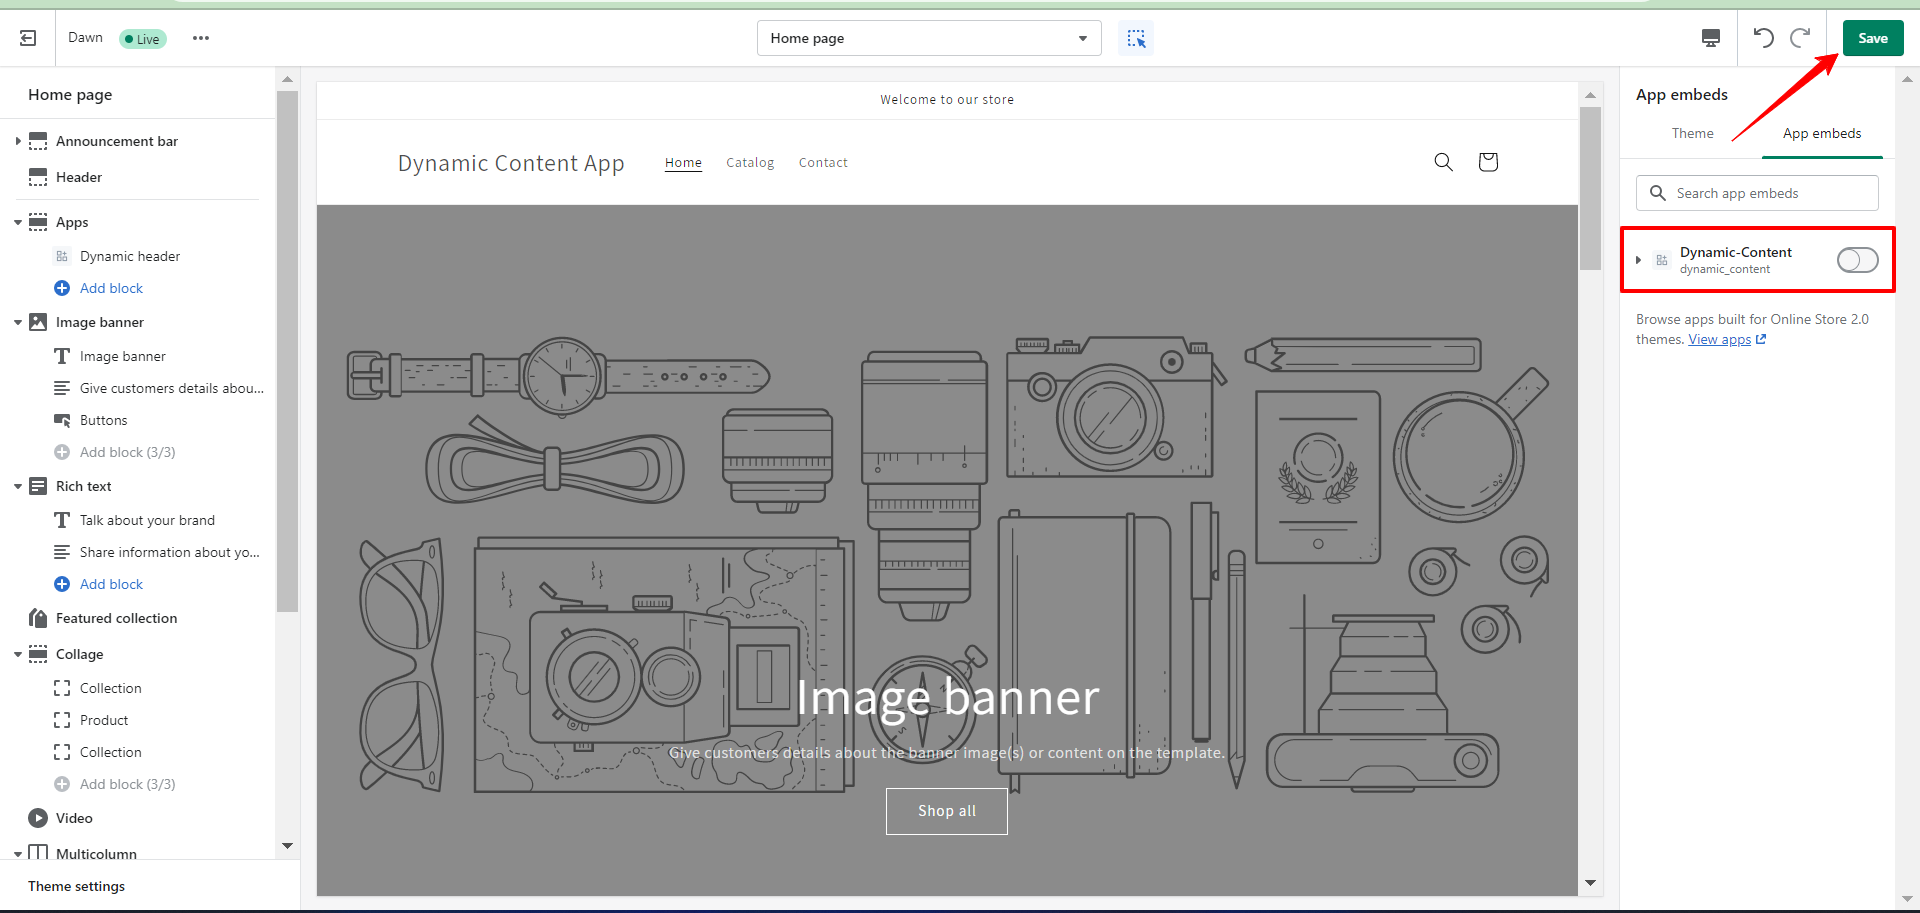 Dawn
Live
Home page
Save
Home page
Announcement bar
Header
Apps
Dynamic header
Add block
Image banner
Image banner
Give customers details abou...
Buttons
Add block (3/3)
Rich text
Talk about your brand
Share information about yo...
Add block
Featured collection
Collage
Collection
Product
Collection
Add block (3/3)
Video
Multicolumn
Theme settings
Welcome to our store
Dynamic Content App
Home
Catalog
Contact
Image banner
Give customers details about the banner image(s) or content on the template.
Shop all
App embeds
Theme
App embeds
Search app embeds
Dynamic-Content
dynamic_content
Browse apps built for Online Store 2.0
themes. View apps